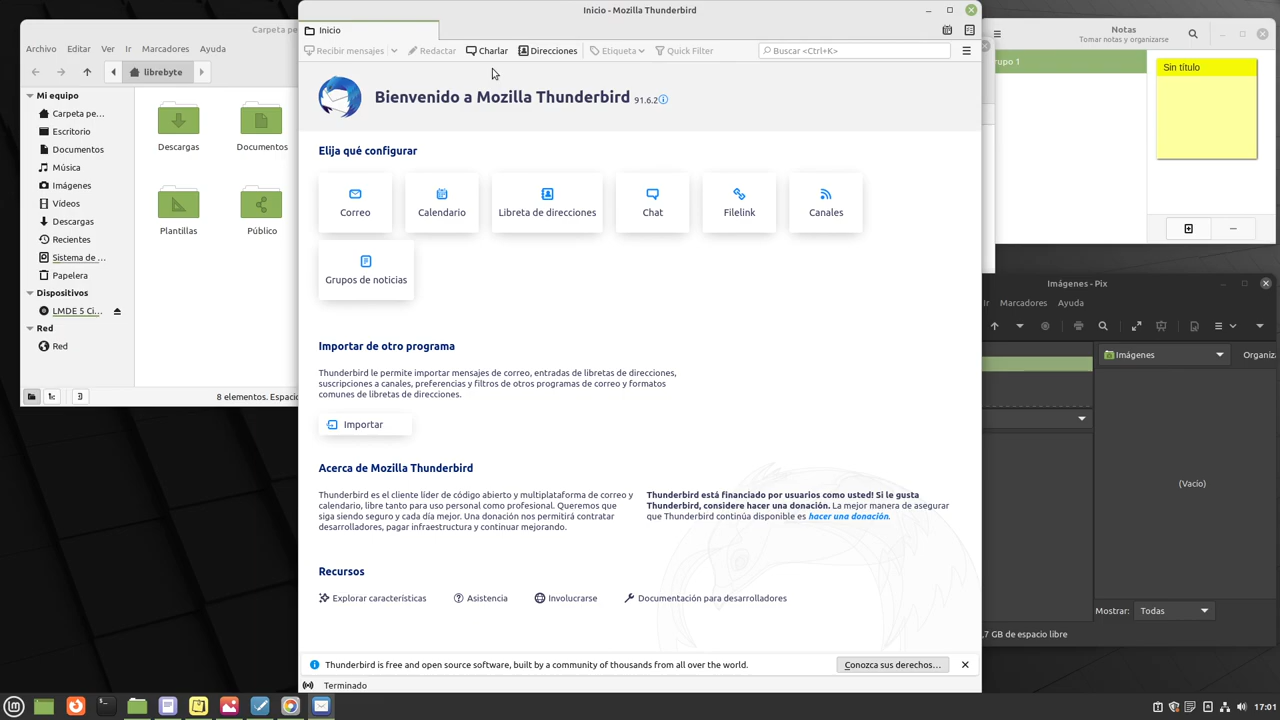 Carpeta pe
Archivo Editar Ver Ir Marcadores Ayuda
librebyte
Mi equipo
Carpeta pe...
Escritorio
Documentos
Música
Imágenes
Vídeos
Descargas
Recientes
Sistema de ...
Papelera
Dispositivos
LMDE 5 Ci...
Red
Red
Descargas
Documentos
Plantillas
Público
8 elementos. Espacio
Inicio - Mozilla Thunderbird
Inicio
Recibir mensajes Redactar Charlar Direcciones Etiqueta Quick Filter Buscar <Ctrl+K>
Bienvenido a Mozilla Thunderbird 91.6.2
Elija qué configurar
Correo
Calendario
Libreta de direcciones
Chat
Filelink
Canales
Grupos de noticias
Importar de otro programa
Thunderbird le permite importar mensajes de correo, entradas de libretas de direcciones,
suscripciones a canales, preferencias y filtros de otros programas de correo y formatos
comunes de libretas de direcciones.
Importar
Acerca de Mozilla Thunderbird
Thunderbird es el cliente líder de código abierto y multiplataforma de correo y
calendario, libre tanto para uso personal como profesional. Queremos que
siga siendo seguro y cada día mejor. Una donación nos permitirá contratar
desarrolladores, pagar infraestructura y continuar mejorando.
Thunderbird está financiado por usuarios como usted! Si le gusta
Thunderbird, considere hacer una donación. La mejor manera de asegurar
que Thunderbird continúa disponible es hacer una donación.
Recursos
Explorar características
Asistencia
Involucrarse
Documentación para desarrolladores
Thunderbird is free and open source software, built by a community of thousands from all over the world.
Conozca sus derechos...
Terminado
Notas
Tomar notas y organizarse
rupo 1
Sin título
Imágenes - Pix
Ir Marcadores Ayuda
Imágenes
Organiza
(Vacío)
Mostrar: Todas
,7 GB de espacio libre
17:01